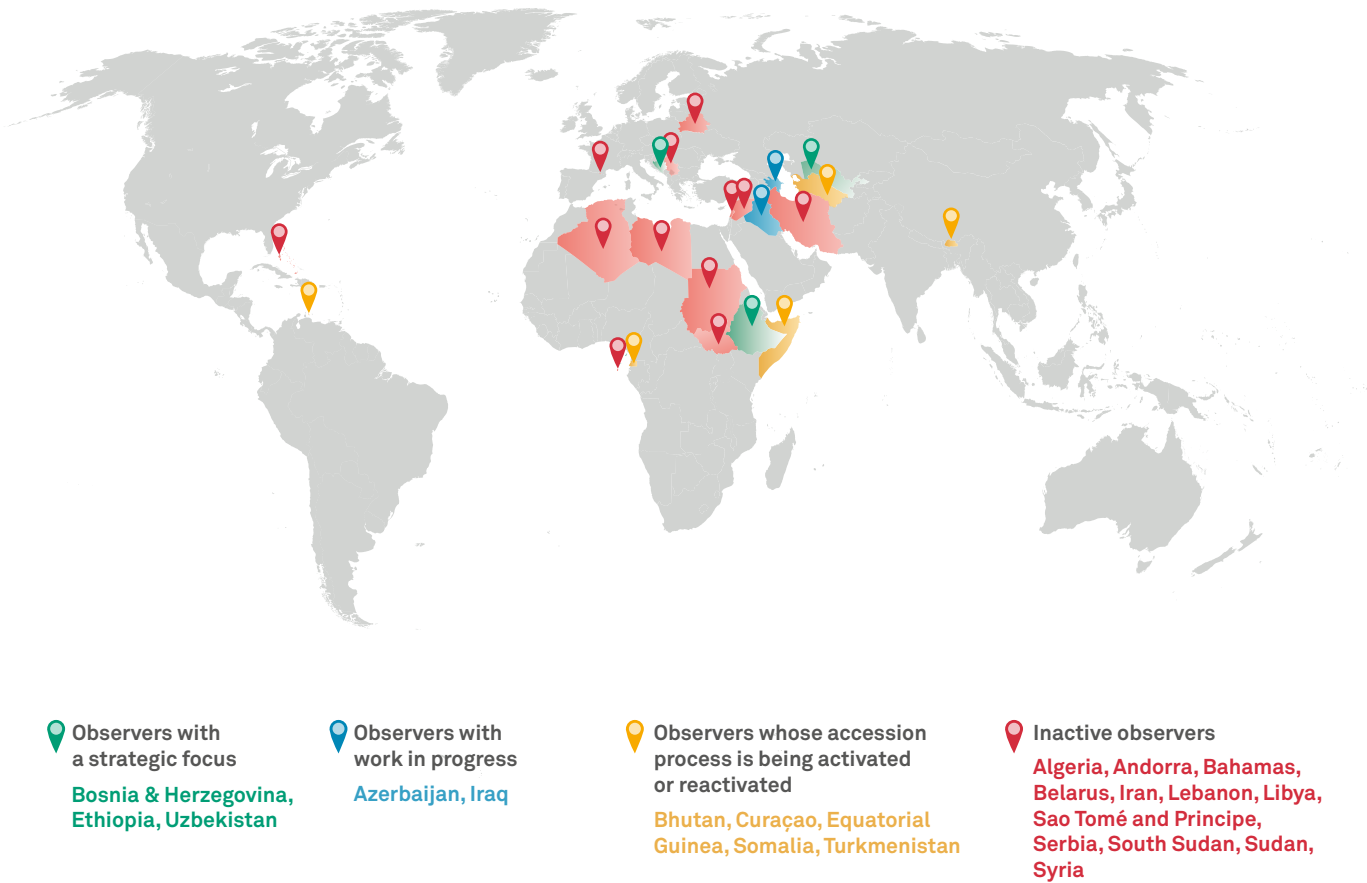 Observers with
a strategic focus
Bosnia & Herzegovina,
Ethiopia, Uzbekistan
Observers with
work in progress
Azerbaijan, Iraq
Observers whose accession
process is being activated
or reactivated
Bhutan, Curaçao, Equatorial
Guinea, Somalia, Turkmenistan
Inactive observers
Algeria, Andorra, Bahamas,
Belarus, Iran, Lebanon, Libya,
Sao Tomé and Principe,
Serbia, South Sudan, Sudan,
Syria